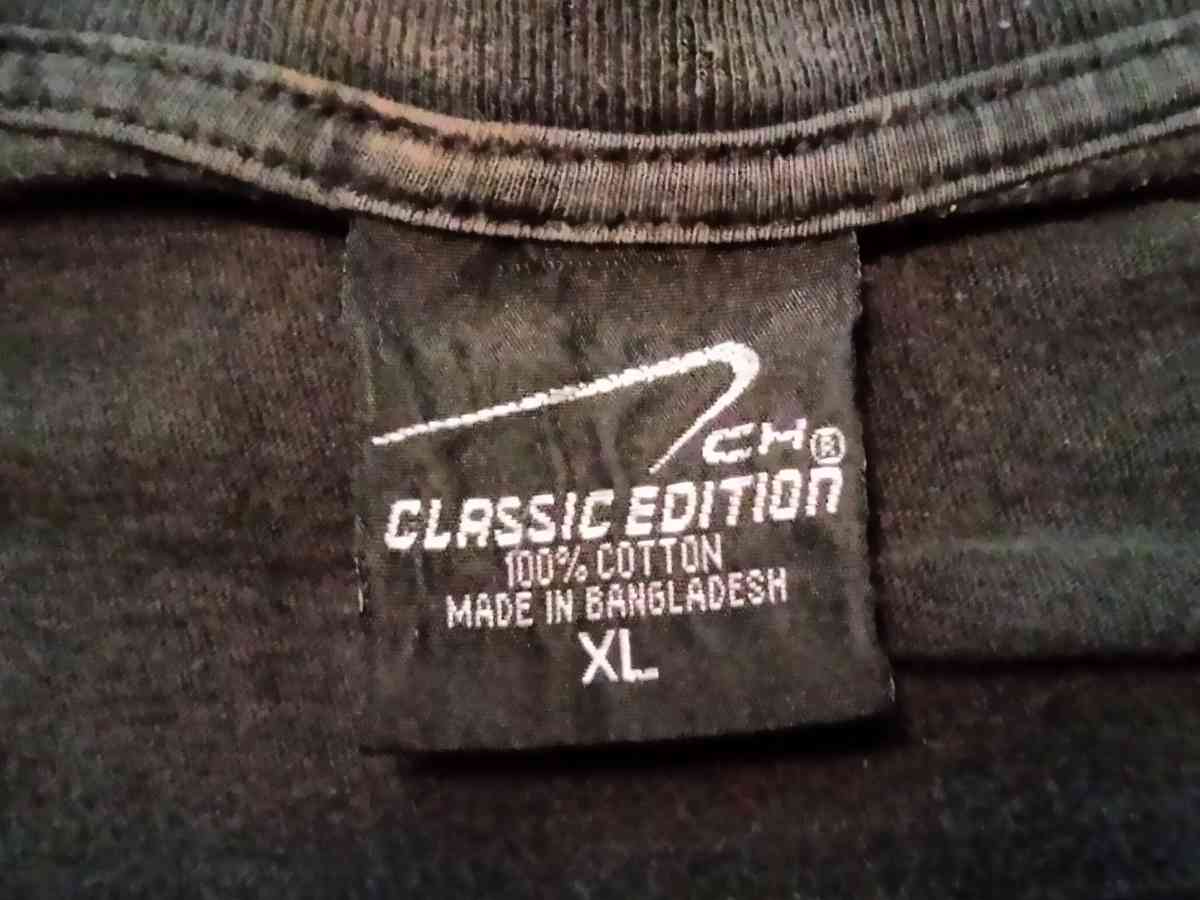 CH®
CLASSIC EDITION
100% COTTON
MADE IN BANGLADESH
XL